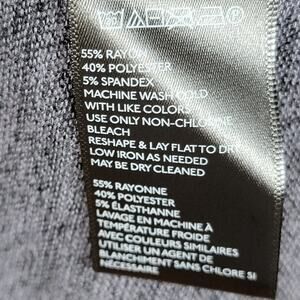 55% RAYON
40% POLYESTER
5% SPANDEX
MACHINE WASH COLD
WITH LIKE COLORS
USE ONLY NON-CHLORINE
BLEACH
RESHAPE & LAY FLAT TO DRY
LOW IRON AS NEEDED
MAY BE DRY CLEANED
55% RAYONNE
40% POLYESTER
5% ÉLASTHANNE
LAVAGE EN MACHINE À
TEMPÉRATURE FROIDE
AVEC COULEURS SIMILAIRES
UTILISER UN AGENT DE
BLANCHIMENT SANS CHLORE SI
NÉCESSAIRE